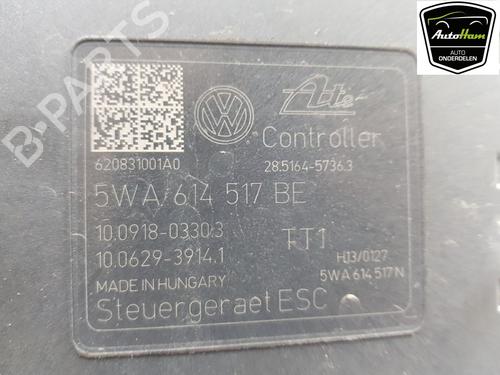 AutoHam
AUTO
ONDERDELEN
B-PARTS
Ate
Controller
620831001A0
28.5164-5736.3
5WA/614 517 BE
10.0918-0330.3
TT1
10.0629-3914.1
H03/0127
MADE IN HUNGARY
5WA 614 517 N
Steuergeraet ESC